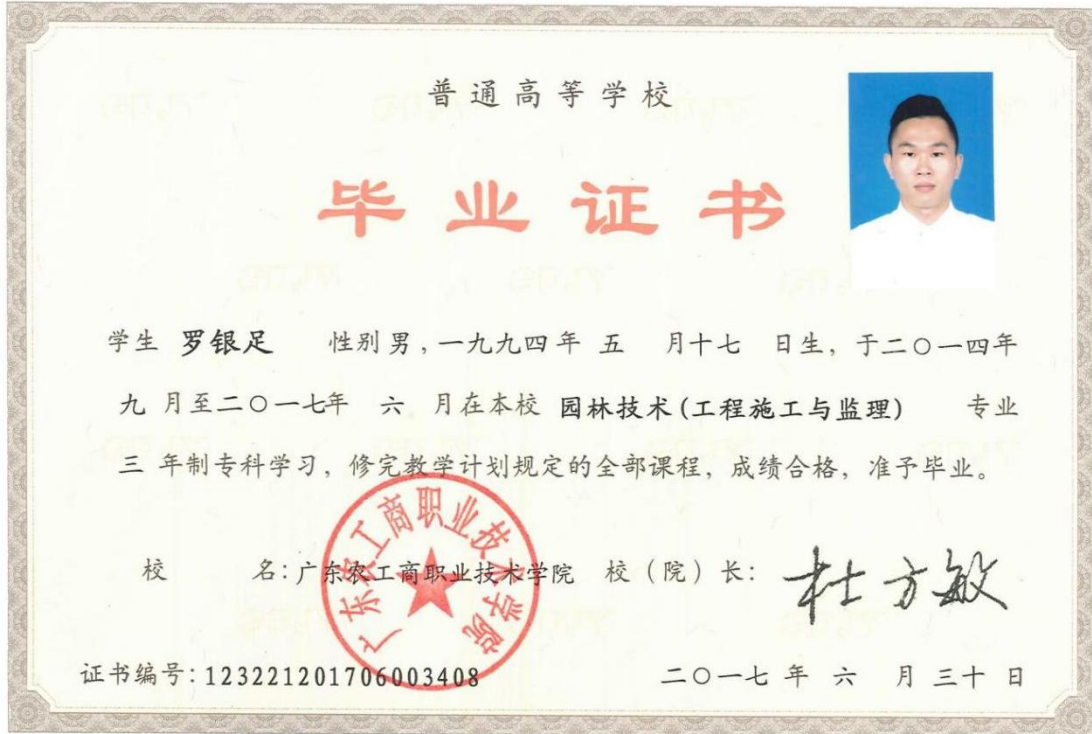 普通高等学校
毕业证书
学生 罗银足 性别男,一九九四年 五 月十七 日生,于二〇一四年
九 月至二〇一七年 六 月在本校 园林技术(工程施工与监理) 专业
三 年制专科学习,修完教学计划规定的全部课程,成绩合格,准予毕业。
广东农工商职业技术学院
校 名:广东农工商职业技术学院 校(院)长: 杜方敏
证书编号:123221201706003408 二〇一七 年 六 月 三十 日